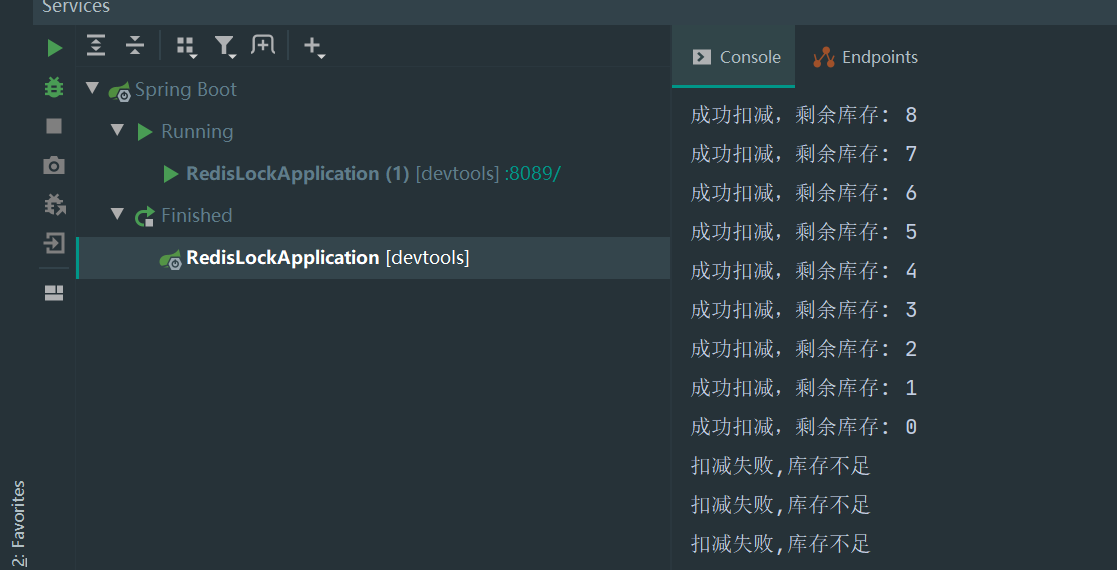 Services
Spring Boot
Running
RedisLockApplication (1) [devtools] :8089/
Finished
RedisLockApplication [devtools]
2: Favorites
Console
Endpoints
成功扣减，剩余库存: 8
成功扣减，剩余库存: 7
成功扣减，剩余库存: 6
成功扣减，剩余库存: 5
成功扣减，剩余库存: 4
成功扣减，剩余库存: 3
成功扣减，剩余库存: 2
成功扣减，剩余库存: 1
成功扣减，剩余库存: 0
扣减失败,库存不足
扣减失败,库存不足
扣减失败,库存不足